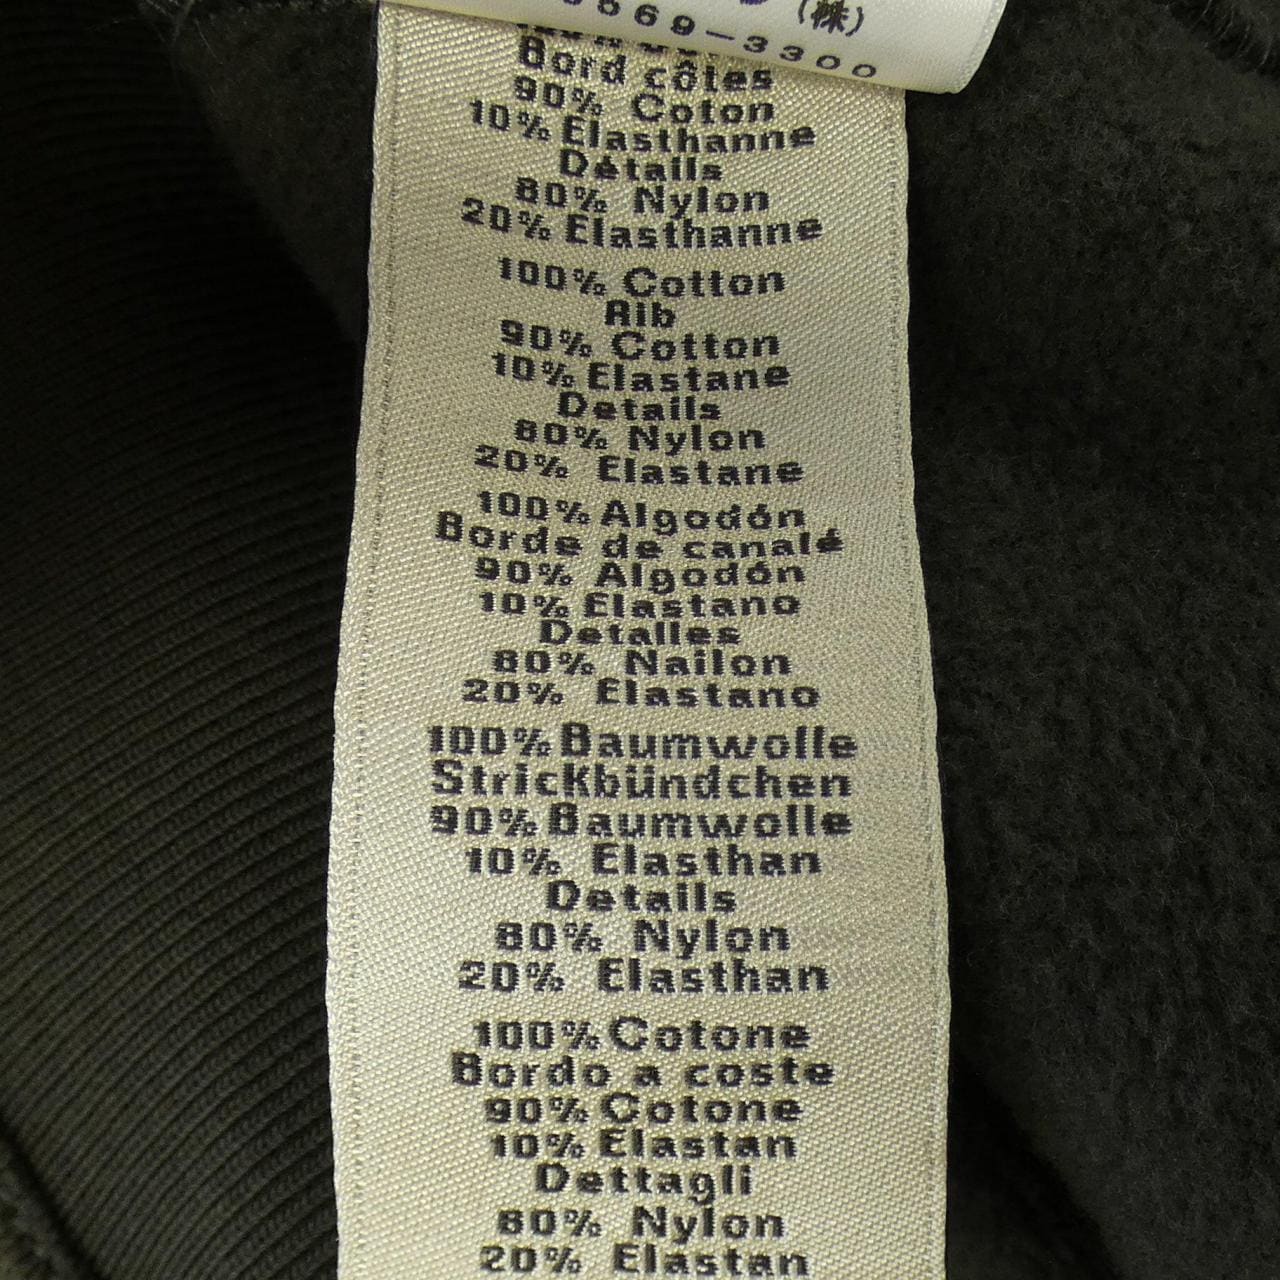 (株)
69-3300
Bord côtes
90% Coton
10% Elasthanne
Détails
80% Nylon
20% Elasthanne
100% Cotton
Rib
90% Cotton
10% Elastane
Details
80% Nylon
20% Elastane
100% Algodón
Borde de canalé
90% Algodón
10% Elastano
Detalles
80% Nailon
20% Elastano
100% Baumwolle
Strickbündchen
90% Baumwolle
10% Elasthan
Details
80% Nylon
20% Elasthan
100% Cotone
Bordo a coste
90% Cotone
10% Elastan
Dettagli
80% Nylon
20% Elastan